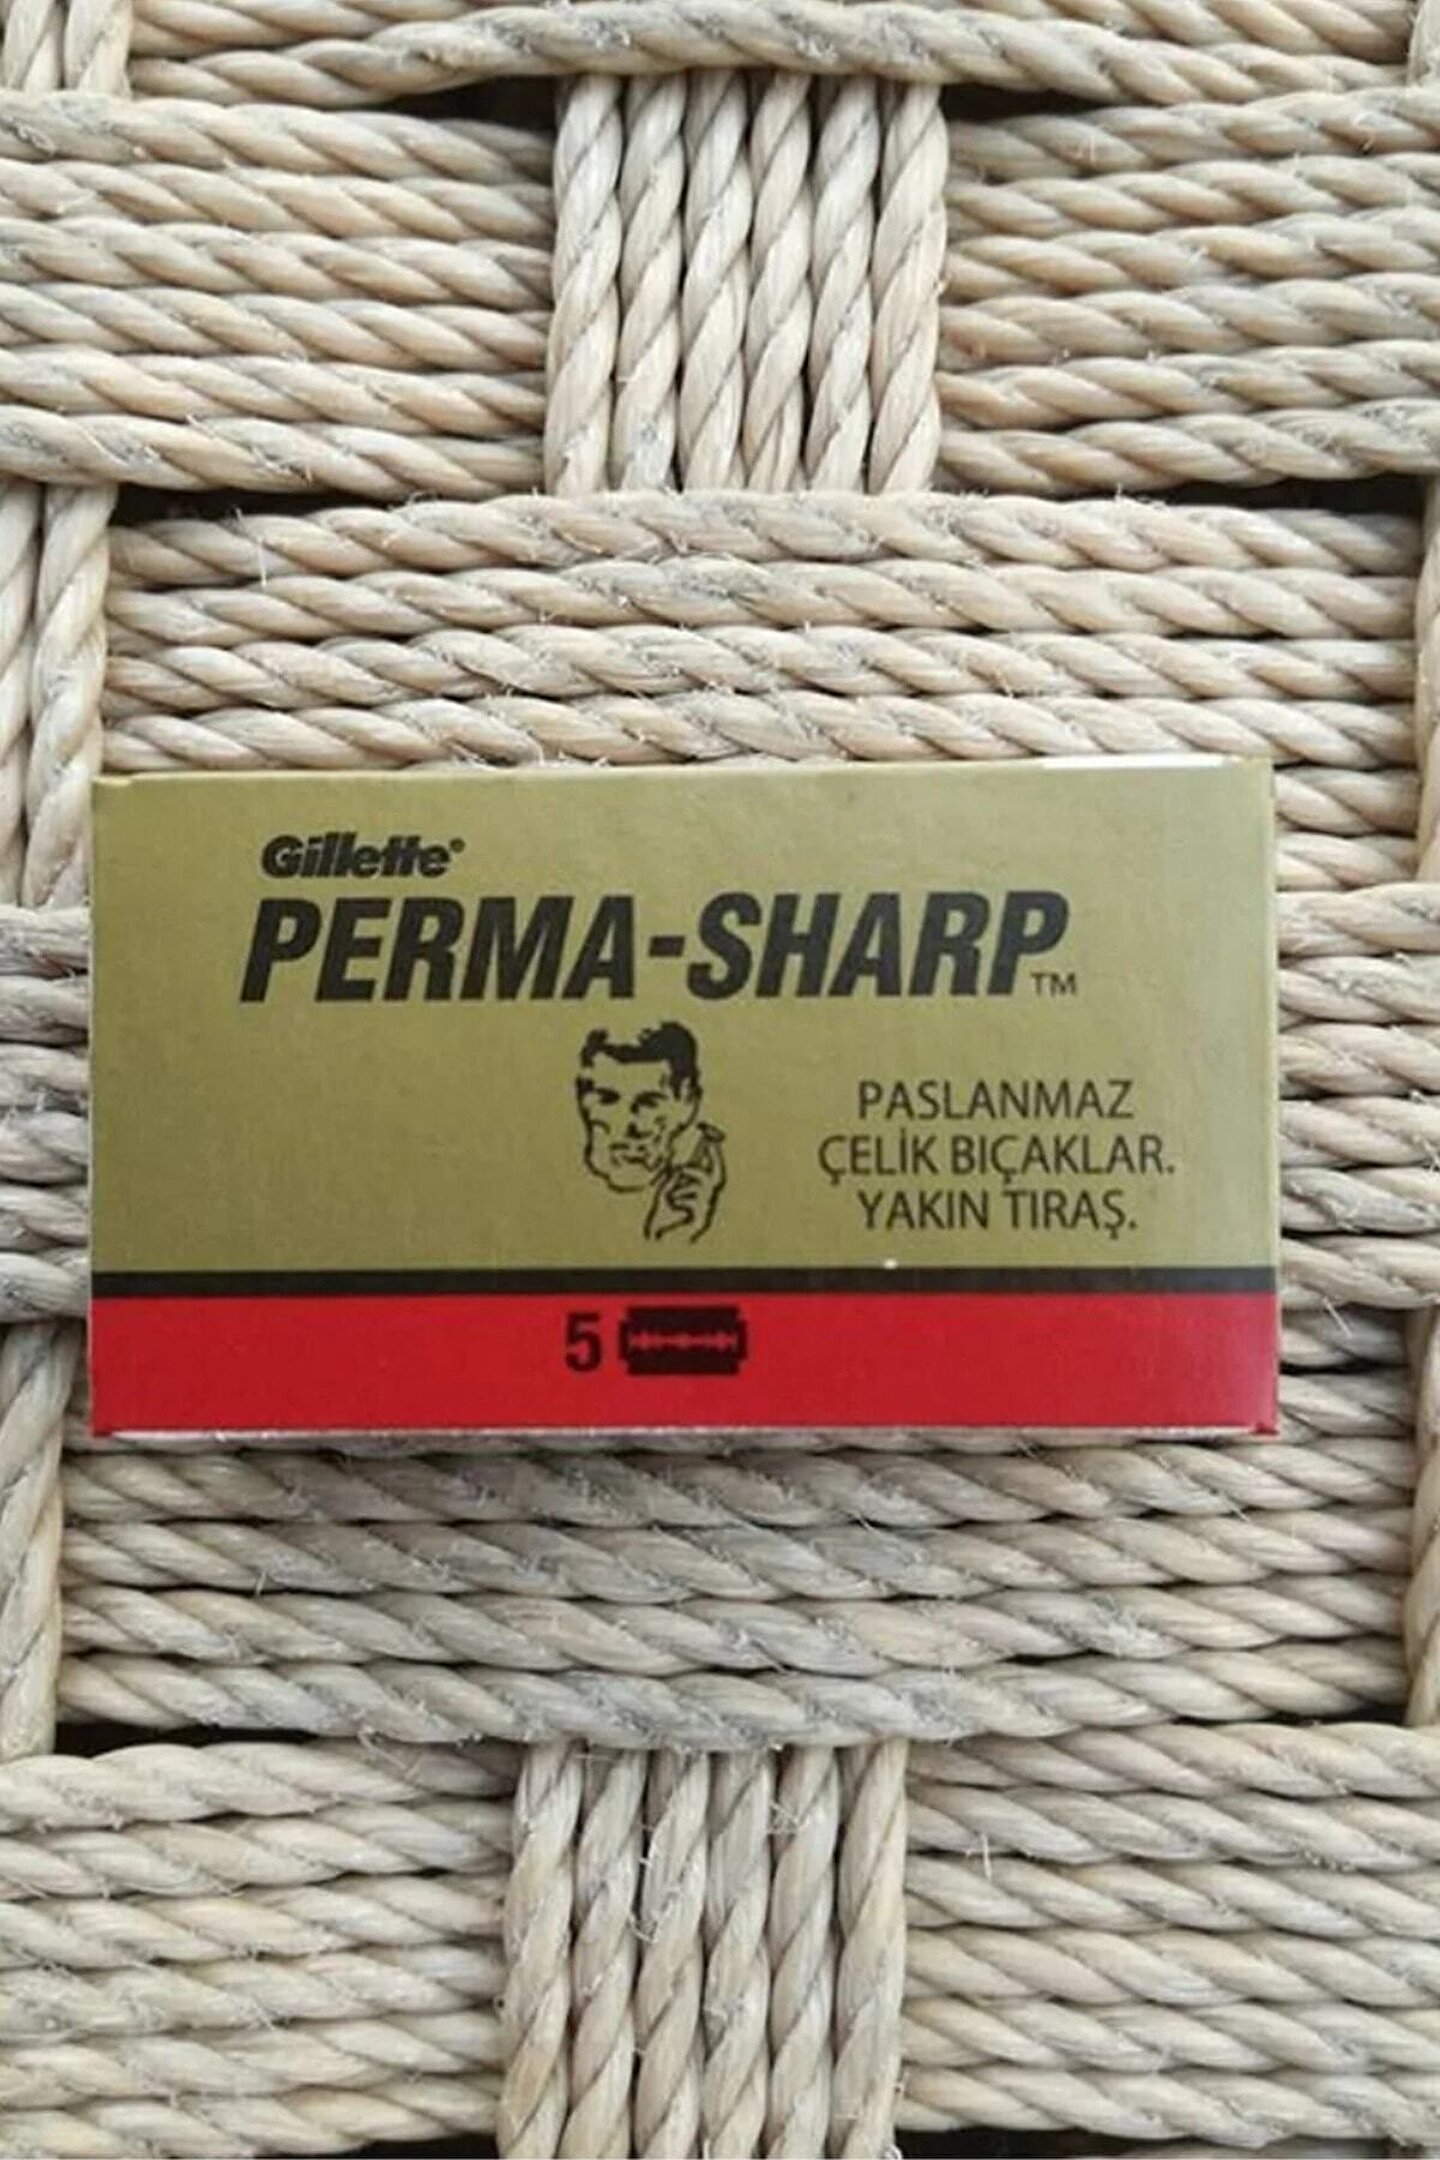 Gillette®
PERMA-SHARP™
PASLANMAZ
ÇELİK BIÇAKLAR.
YAKIN TIRAŞ.
5